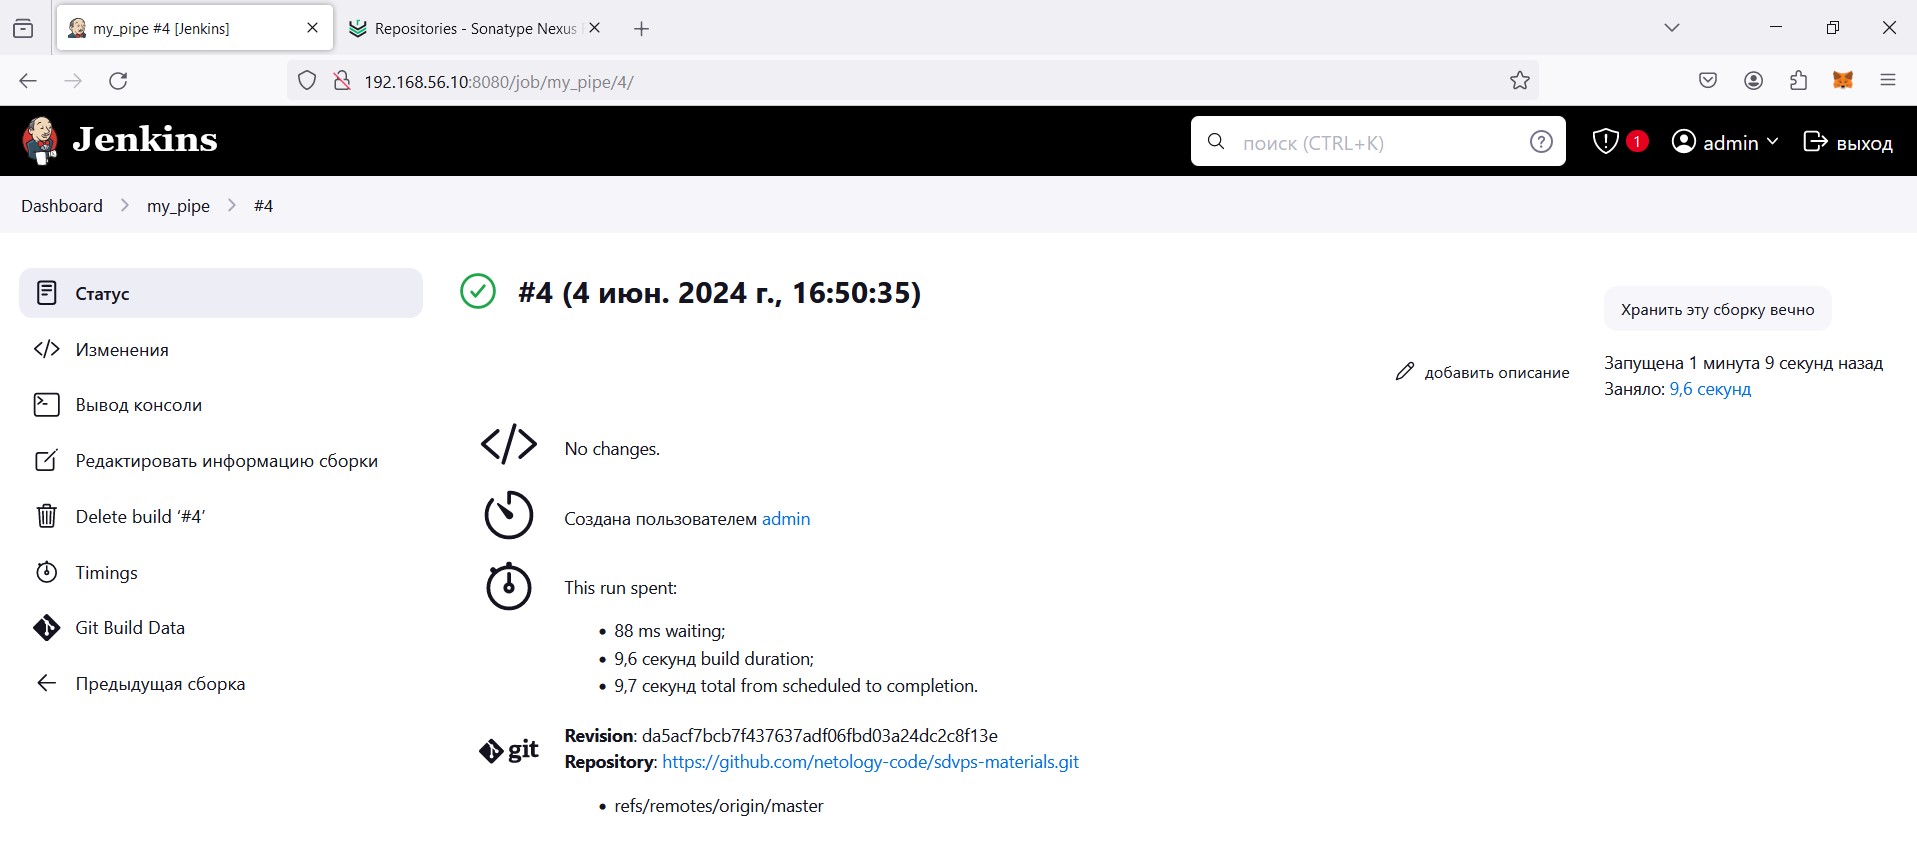 my_pipe #4 [Jenkins]
Repositories - Sonatype Nexus
192.168.56.10:8080/job/my_pipe/4/
Jenkins
поиск (CTRL+K)
1
admin
выход
Dashboard
my_pipe
#4
Статус
Изменения
Вывод консоли
Редактировать информацию сборки
Delete build ‘#4’
Timings
Git Build Data
Предыдущая сборка
#4 (4 июн. 2024 г., 16:50:35)
Хранить эту сборку вечно
добавить описание
Запущена 1 минута 9 секунд назад
Заняло: 9,6 секунд
No changes.
Создана пользователем admin
This run spent:
88 ms waiting;
9,6 секунд build duration;
9,7 секунд total from scheduled to completion.
git
Revision: da5acf7bcb7f437637adf06fbd03a24dc2c8f13e
Repository: https://github.com/netology-code/sdvps-materials.git
refs/remotes/origin/master